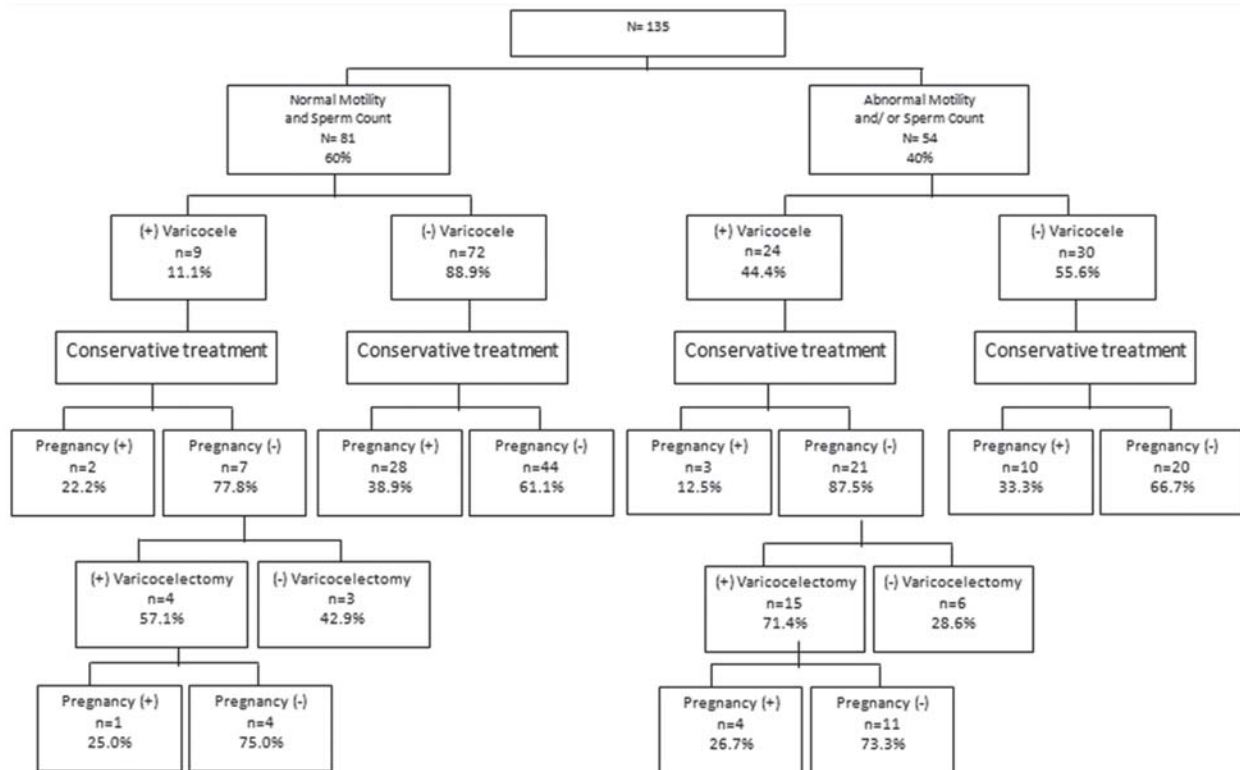 N= 135
Normal Motility
and Sperm Count
N= 81
60%
Abnormal Motility
and/ or Sperm Count
N= 54
40%
(+) Varicocele
n=9
11.1%
(-) Varicocele
n=72
88.9%
(+) Varicocele
n=24
44.4%
(-) Varicocele
n=30
55.6%
Conservative treatment
Conservative treatment
Conservative treatment
Conservative treatment
Pregnancy (+)
n=2
22.2%
Pregnancy (-)
n=7
77.8%
Pregnancy (+)
n=28
38.9%
Pregnancy (-)
n=44
61.1%
Pregnancy (+)
n=3
12.5%
Pregnancy (-)
n=21
87.5%
Pregnancy (+)
n=10
33.3%
Pregnancy (-)
n=20
66.7%
(+) Varicocelectomy
n=4
57.1%
(-) Varicocelectomy
n=3
42.9%
(+) Varicocelectomy
n=15
71.4%
(-) Varicocelectomy
n=6
28.6%
Pregnancy (+)
n=1
25.0%
Pregnancy (-)
n=4
75.0%
Pregnancy (+)
n=4
26.7%
Pregnancy (-)
n=11
73.3%